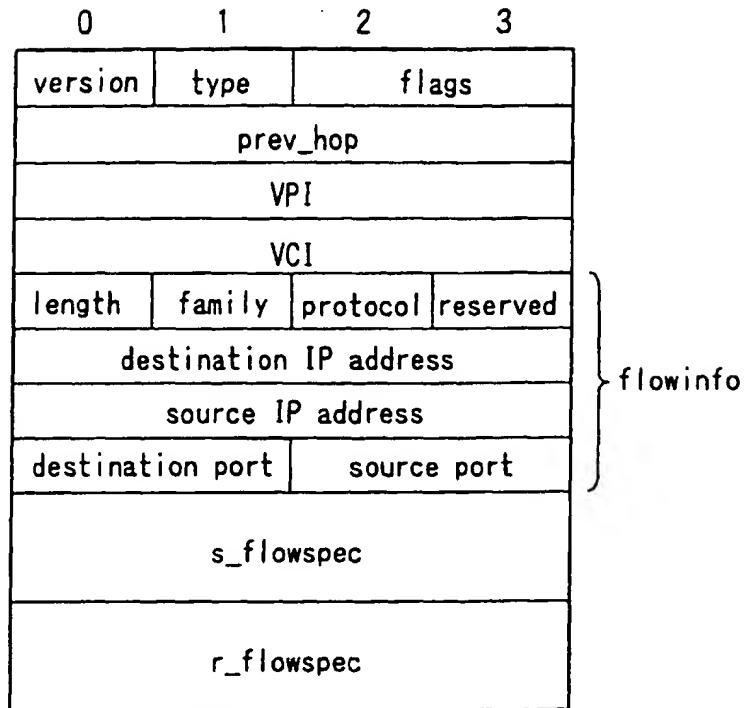 0 1 2 3
version type flags
prev_hop
VPI
VCI
length family protocol reserved
destination IP address
source IP address
flowinfo
destination port source port
s_flowspec
r_flowspec